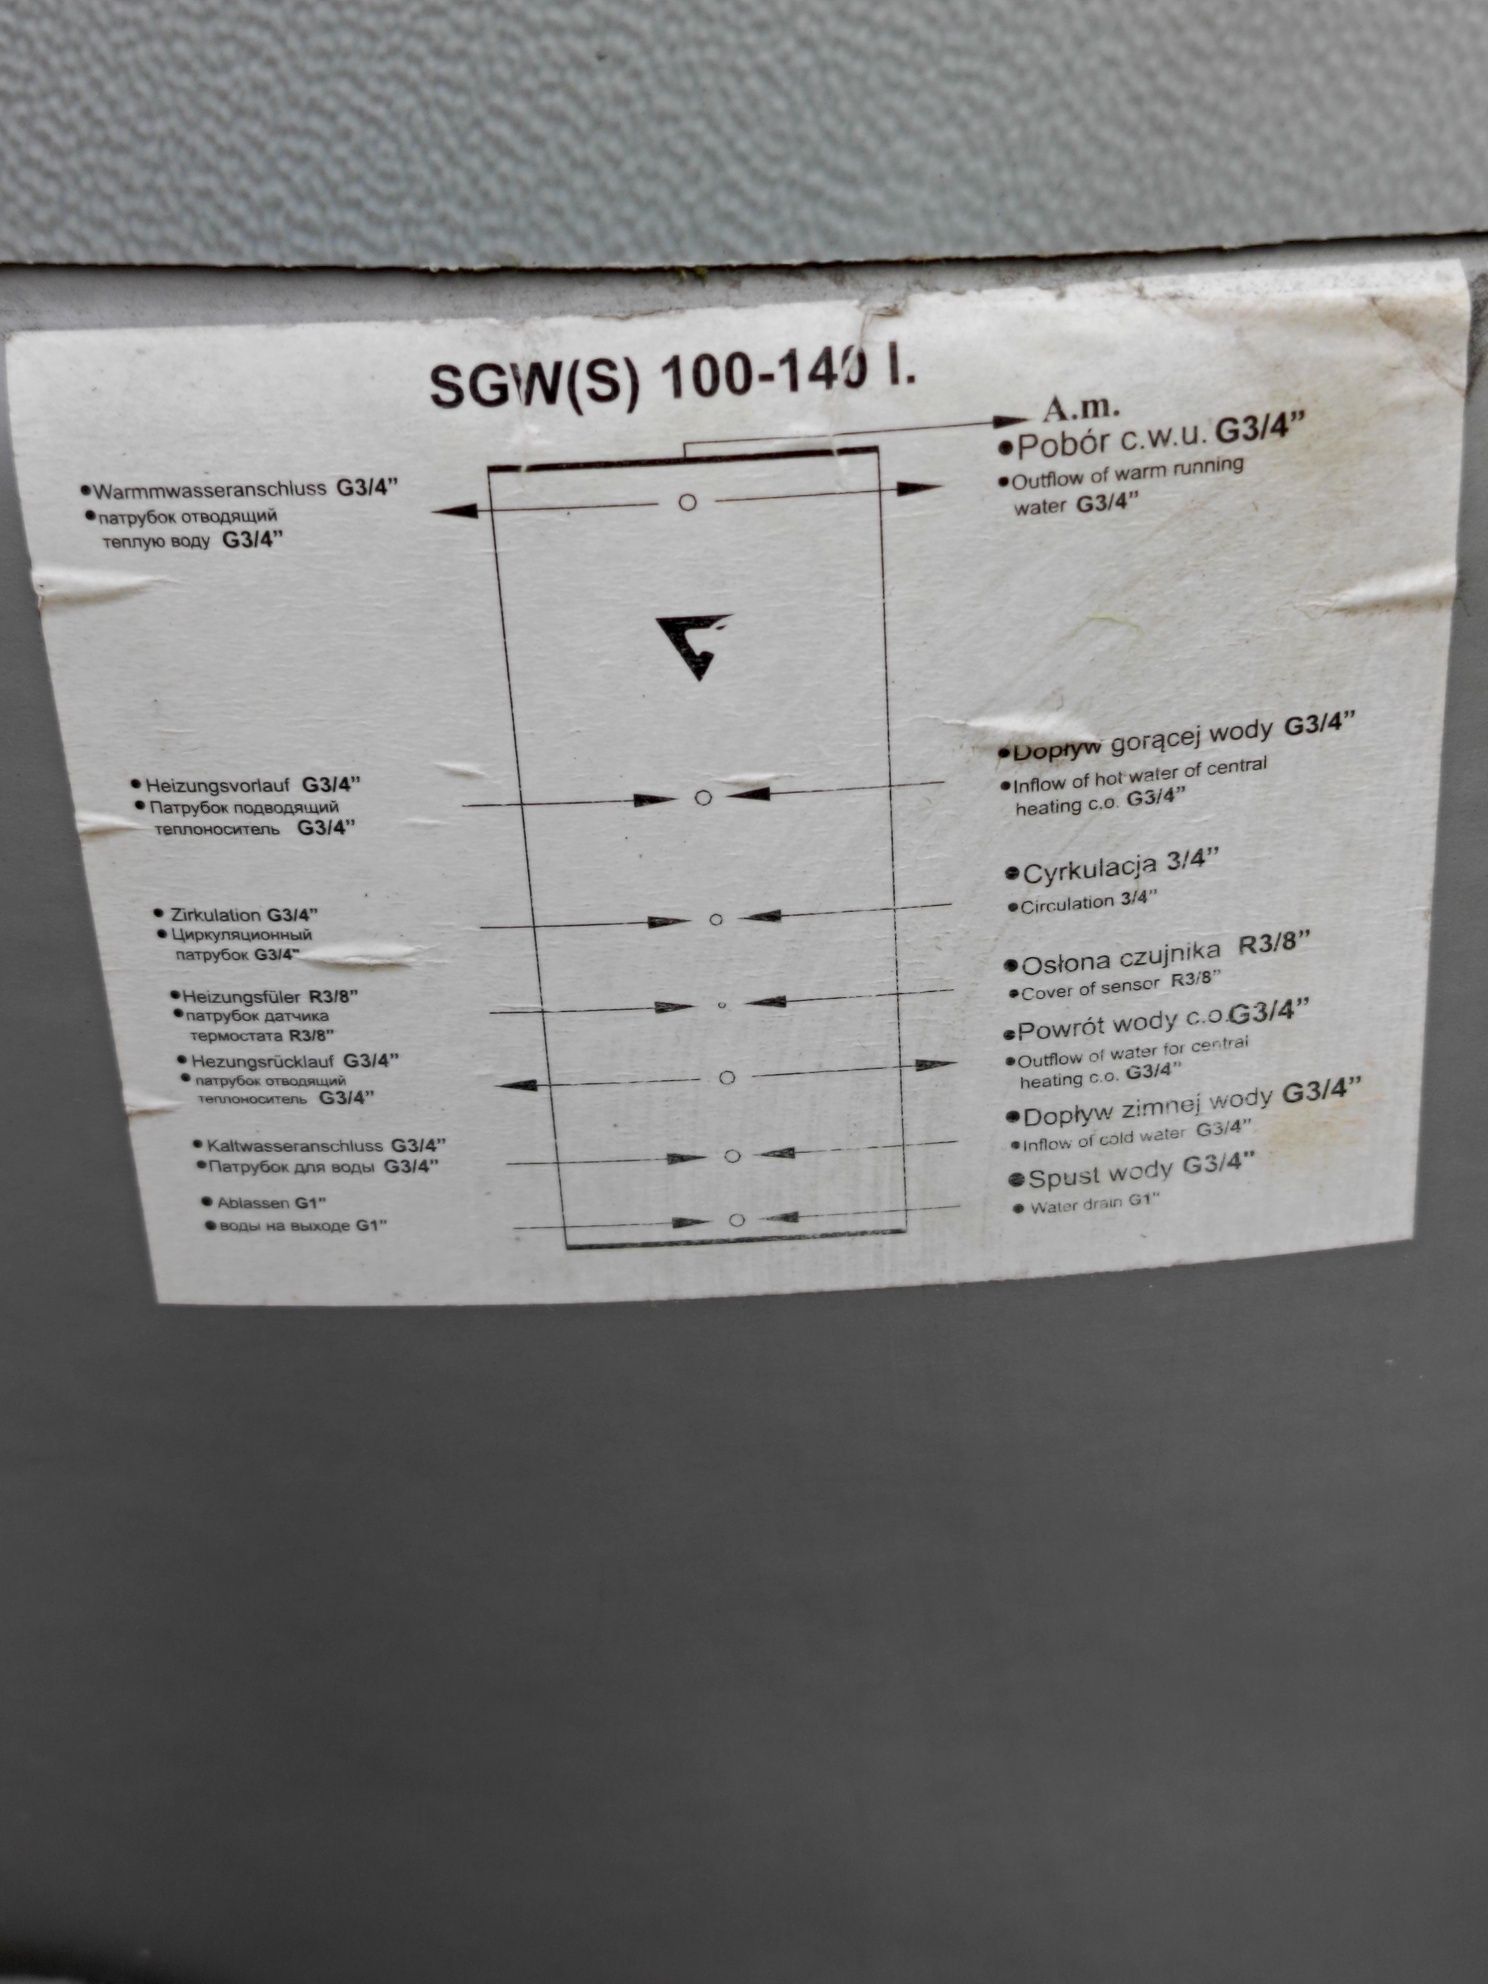 SGW(S) 100-140 l.
A.m.
•Warmmwasseranschluss G3/4”
•патрубок отводящий
теплую воду G3/4”
•Pobór c.w.u. G3/4”
•Outflow of warm running
water G3/4”
•Heizungsvorlauf G3/4”
•Патрубок подводящий
теплоноситель G3/4”
•Dopływ gorącej wody G3/4”
•Inflow of hot water of central
heating c.o. G3/4”
•Zirkulation G3/4”
•Циркуляционный
патрубок G3/4”
•Cyrkulacja 3/4”
•Circulation 3/4”
•Heizungsfüler R3/8”
•патрубок датчика
термостата R3/8”
•Osłona czujnika R3/8”
•Cover of sensor R3/8”
•Hezungsrücklauf G3/4”
•патрубок отводящий
теплоноситель G3/4”
•Powrót wody c.o.G3/4”
•Outflow of water for central
heating c.o. G3/4”
•Kaltwasseranschluss G3/4”
•Патрубок для воды G3/4”
•Dopływ zimnej wody G3/4”
•Inflow of cold water G3/4”
•Ablassen G1”
•воды на выходе G1”
•Spust wody G3/4”
•Water drain G1”